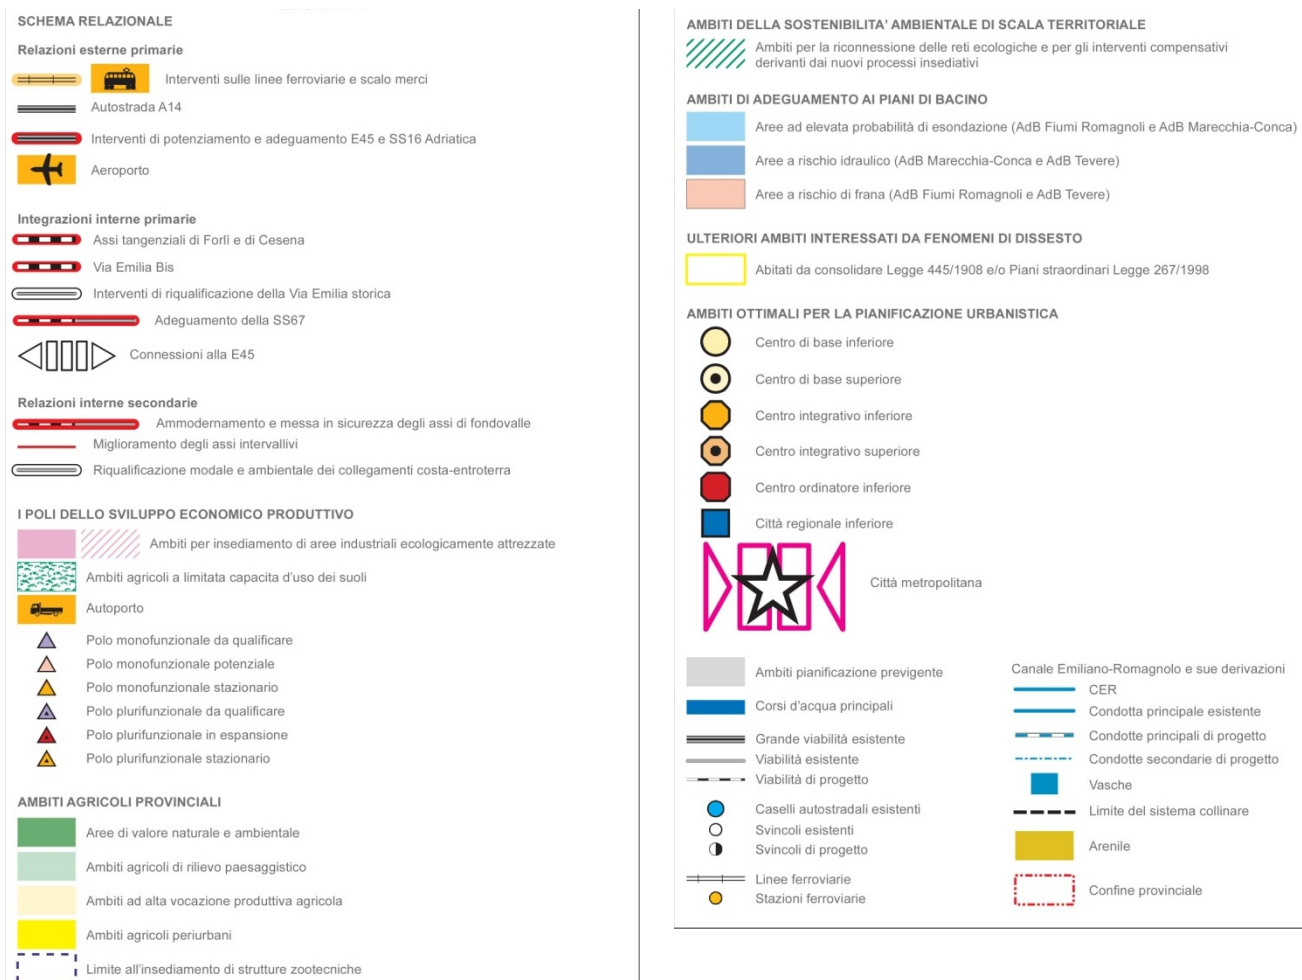 SCHEMA RELAZIONALE
Relazioni esterne primarie
Interventi sulle linee ferroviarie e scalo merci
Autostrada A14
Interventi di potenziamento e adeguamento E45 e SS16 Adriatica
Aeroporto
Integrazioni interne primarie
Assi tangenziali di Forlì e di Cesena
Via Emilia Bis
Interventi di riqualificazione della Via Emilia storica
Adeguamento della SS67
Connessioni alla E45
Relazioni interne secondarie
Ammodernamento e messa in sicurezza degli assi di fondovalle
Miglioramento degli assi intervallivi
Riqualificazione modale e ambientale dei collegamenti costa-entroterra
I POLI DELLO SVILUPPO ECONOMICO PRODUTTIVO
Ambiti per insediamento di aree industriali ecologicamente attrezzate
Ambiti agricoli a limitata capacita d'uso dei suoli
Autoporto
Polo monofunzionale da qualificare
Polo monofunzionale potenziale
Polo monofunzionale stazionario
Polo plurifunzionale da qualificare
Polo plurifunzionale in espansione
Polo plurifunzionale stazionario
AMBITI AGRICOLI PROVINCIALI
Aree di valore naturale e ambientale
Ambiti agricoli di rilievo paesaggistico
Ambiti ad alta vocazione produttiva agricola
Ambiti agricoli periurbani
Limite all'insediamento di strutture zootecniche
AMBITI DELLA SOSTENIBILITA' AMBIENTALE DI SCALA TERRITORIALE
Ambiti per la riconnessione delle reti ecologiche e per gli interventi compensativi
derivanti dai nuovi processi insediativi
AMBITI DI ADEGUAMENTO AI PIANI DI BACINO
Aree ad elevata probabilità di esondazione (AdB Fiumi Romagnoli e AdB Marecchia-Conca)
Aree a rischio idraulico (AdB Marecchia-Conca e AdB Tevere)
Aree a rischio di frana (AdB Fiumi Romagnoli e AdB Tevere)
ULTERIORI AMBITI INTERESSATI DA FENOMENI DI DISSESTO
Abitati da consolidare Legge 445/1908 e/o Piani straordinari Legge 267/1998
AMBITI OTTIMALI PER LA PIANIFICAZIONE URBANISTICA
Centro di base inferiore
Centro di base superiore
Centro integrativo inferiore
Centro integrativo superiore
Centro ordinatore inferiore
Città regionale inferiore
Città metropolitana
Ambiti pianificazione previgente
Corsi d'acqua principali
Grande viabilità esistente
Viabilità esistente
Viabilità di progetto
Caselli autostradali esistenti
Svincoli esistenti
Svincoli di progetto
Linee ferroviarie
Stazioni ferroviarie
Canale Emiliano-Romagnolo e sue derivazioni
CER
Condotta principale esistente
Condotte principali di progetto
Condotte secondarie di progetto
Vasche
Limite del sistema collinare
Arenile
Confine provinciale